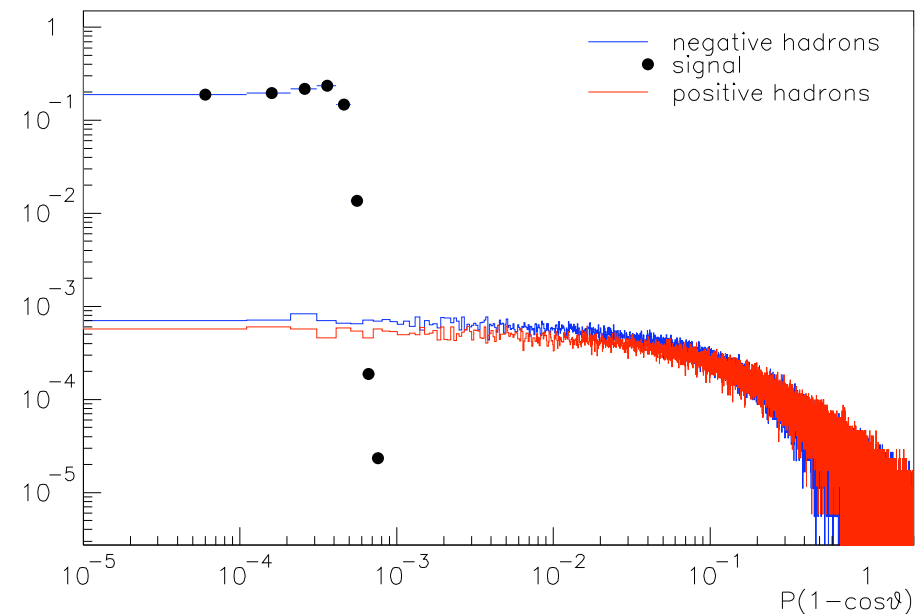 1
10⁻¹
10⁻²
10⁻³
10⁻⁴
10⁻⁵
negative hadrons
signal
positive hadrons
10⁻⁵ 10⁻⁴ 10⁻³ 10⁻² 10⁻¹ 1
P(1−cosϑ)